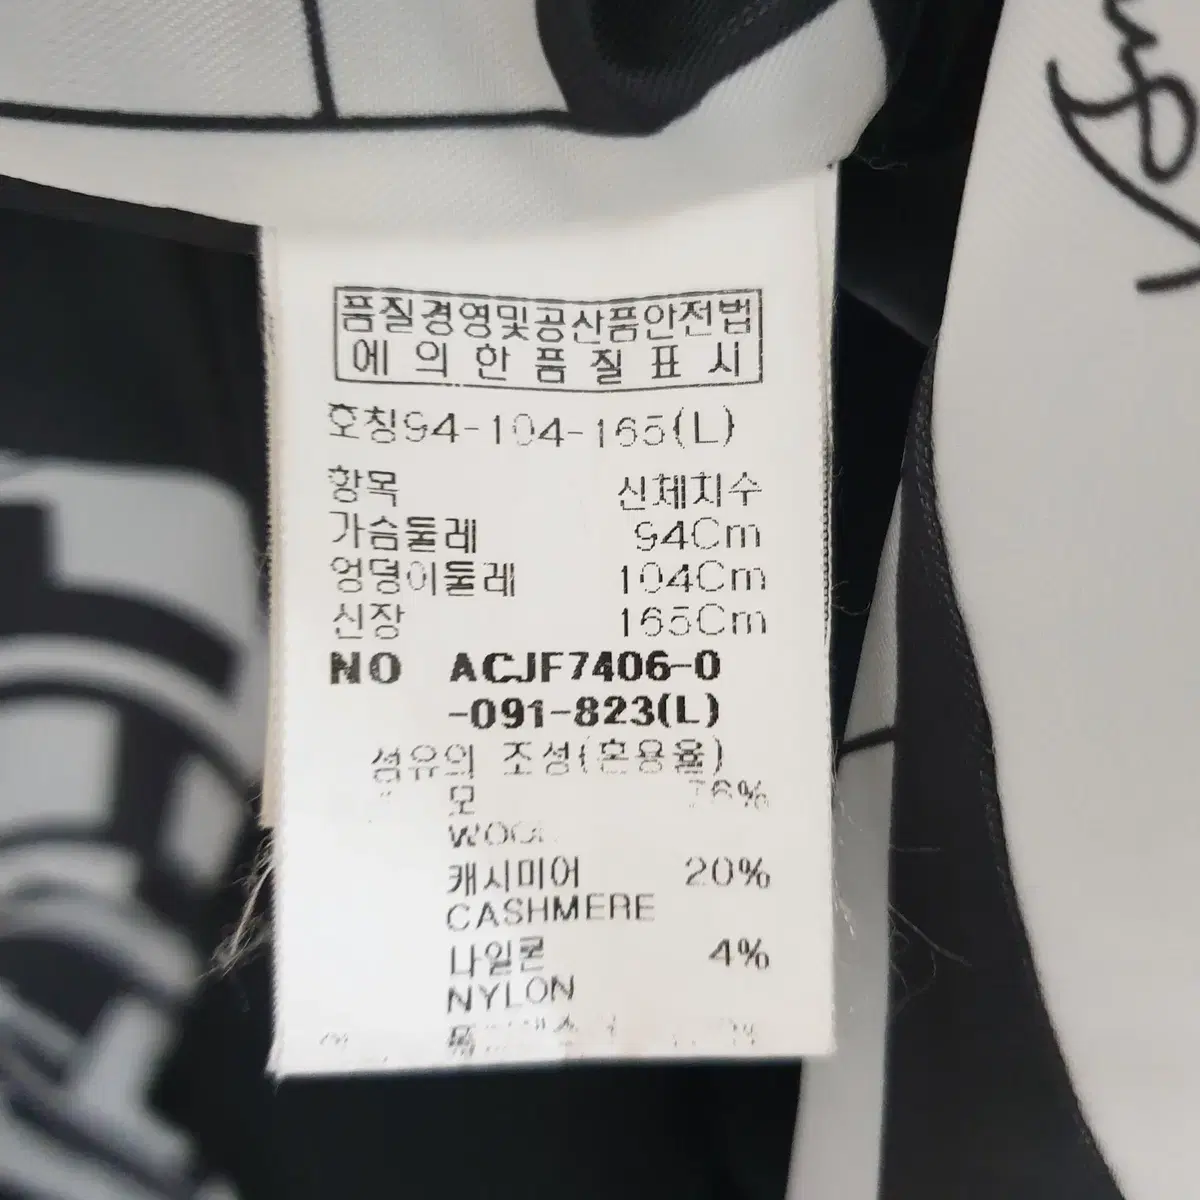 품질경영및공산품안전법
에 의 한 품 질 표 시
호칭94-104-165(L)
항목 신체치수
가슴둘레 94Cm
엉덩이둘레 104Cm
신장 165Cm
NO ACJF7406-0
-091-823(L)
섬유의 조성(혼용율)
모 76%
WOOL
캐시미어 20%
CASHMERE
나일론 4%
NYLON